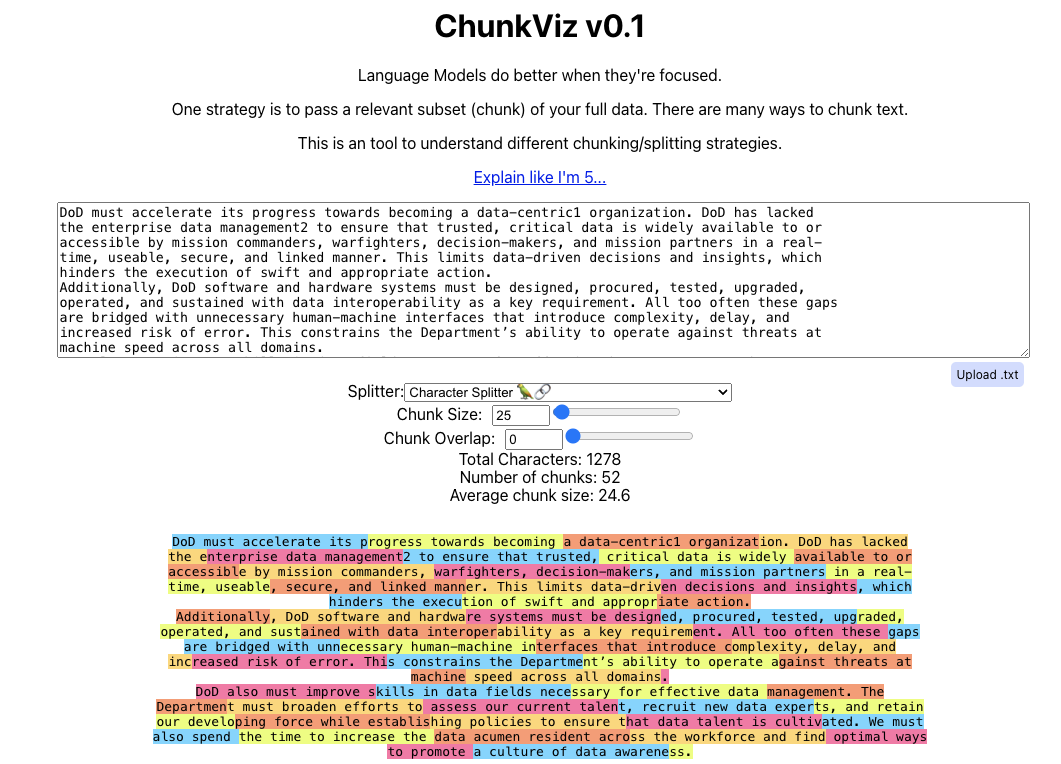 ChunkViz v0.1
Language Models do better when they're focused.
One strategy is to pass a relevant subset (chunk) of your full data. There are many ways to chunk text.
This is an tool to understand different chunking/splitting strategies.
Explain like I'm 5...
DoD must accelerate its progress towards becoming a data-centric1 organization. DoD has lacked
the enterprise data management2 to ensure that trusted, critical data is widely available to or
accessible by mission commanders, warfighters, decision-makers, and mission partners in a real-
time, useable, secure, and linked manner. This limits data-driven decisions and insights, which
hinders the execution of swift and appropriate action.
Additionally, DoD software and hardware systems must be designed, procured, tested, upgraded,
operated, and sustained with data interoperability as a key requirement. All too often these gaps
are bridged with unnecessary human-machine interfaces that introduce complexity, delay, and
increased risk of error. This constrains the Department’s ability to operate against threats at
machine speed across all domains.
Upload .txt
Splitter: Character Splitter 🦜🔗
Chunk Size: 25
Chunk Overlap: 0
Total Characters: 1278
Number of chunks: 52
Average chunk size: 24.6
DoD must accelerate its progress towards becoming a data-centric1 organization. DoD has lacked
the enterprise data management2 to ensure that trusted, critical data is widely available to or
accessible by mission commanders, warfighters, decision-makers, and mission partners in a real-
time, useable, secure, and linked manner. This limits data-driven decisions and insights, which
hinders the execution of swift and appropriate action.
Additionally, DoD software and hardware systems must be designed, procured, tested, upgraded,
operated, and sustained with data interoperability as a key requirement. All too often these gaps
are bridged with unnecessary human-machine interfaces that introduce complexity, delay, and
increased risk of error. This constrains the Department’s ability to operate against threats at
machine speed across all domains.
DoD also must improve skills in data fields necessary for effective data management. The
Department must broaden efforts to assess our current talent, recruit new data experts, and retain
our developing force while establishing policies to ensure that data talent is cultivated. We must
also spend the time to increase the data acumen resident across the workforce and find optimal ways
to promote a culture of data awareness.